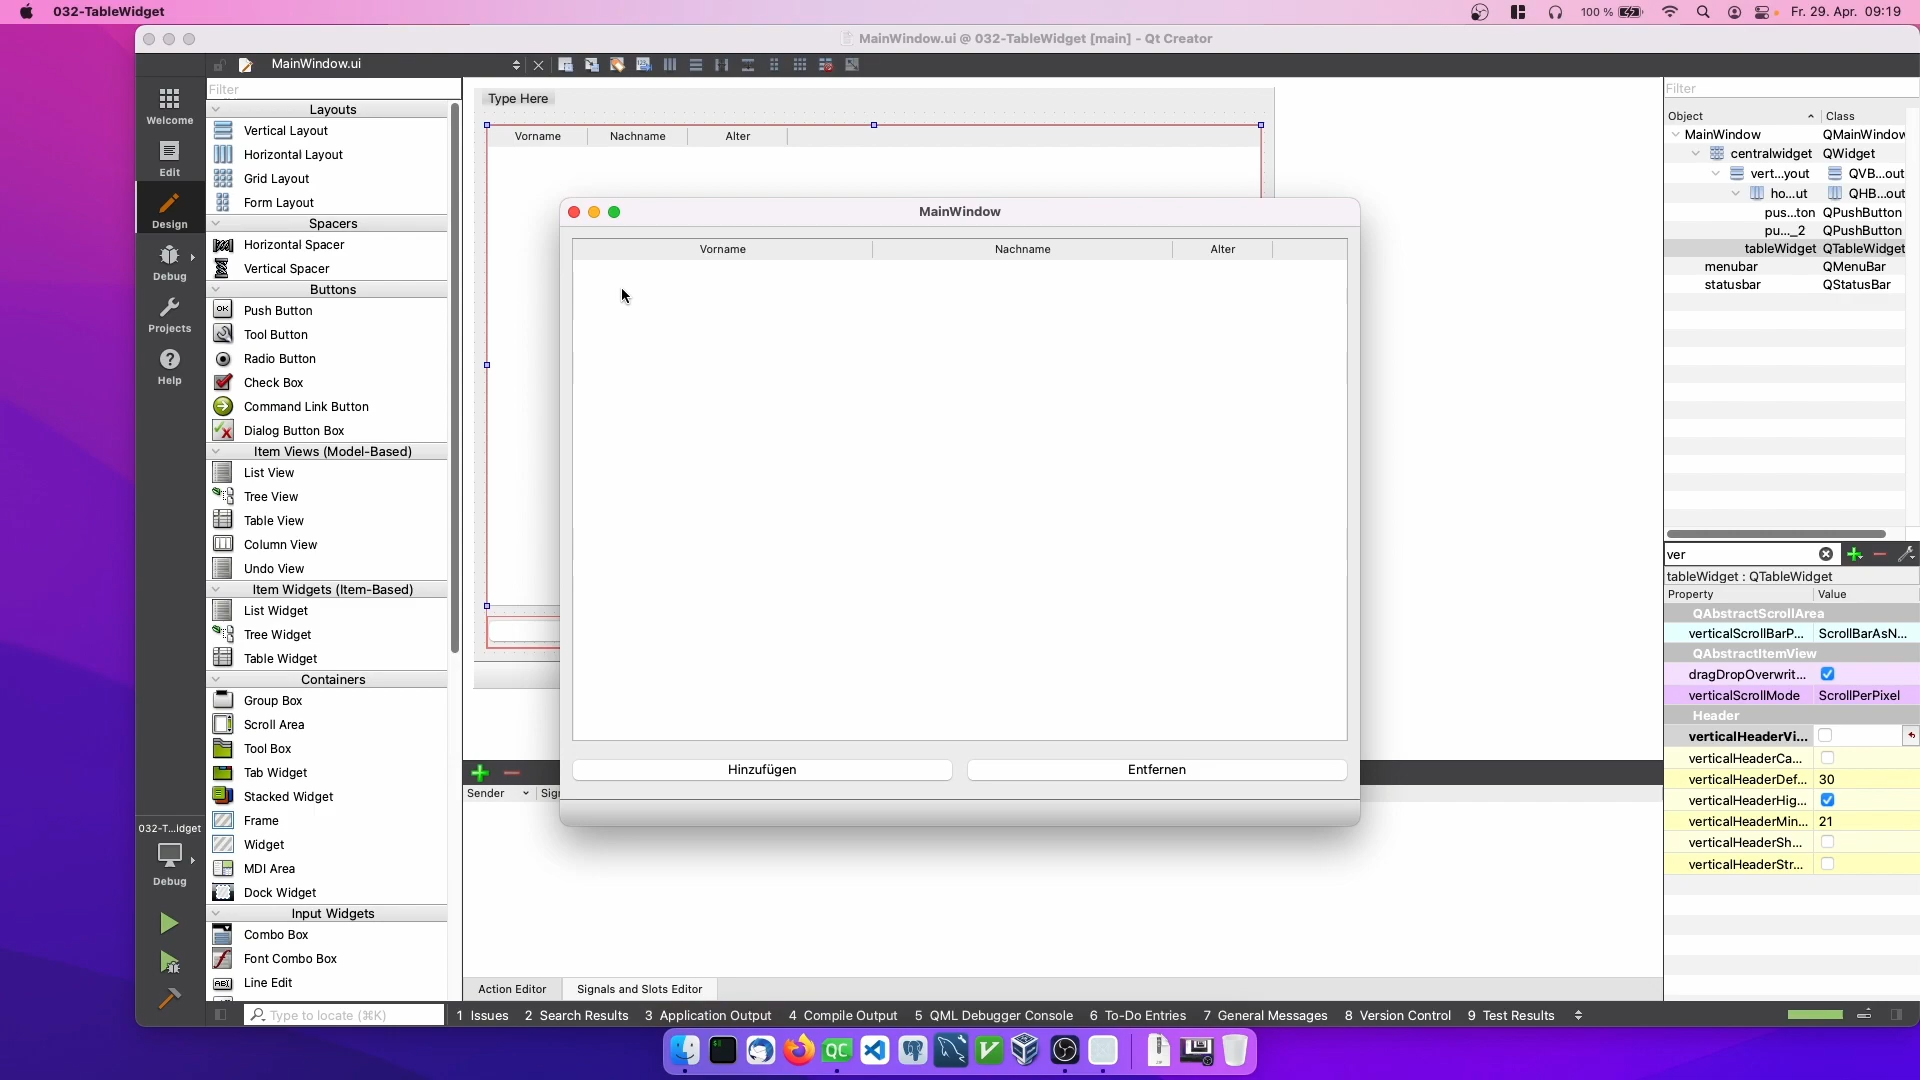 032-TableWidget
100 %
Fr. 29. Apr. 09:19
MainWindow.ui @ 032-TableWidget [main] - Qt Creator
MainWindow.ui
Welcome
Edit
Design
Debug
Projects
Help
032-T...idget
Debug
Filter
Layouts
Vertical Layout
Horizontal Layout
Grid Layout
Form Layout
Spacers
Horizontal Spacer
Vertical Spacer
Buttons
Push Button
Tool Button
Radio Button
Check Box
Command Link Button
Dialog Button Box
Item Views (Model-Based)
List View
Tree View
Table View
Column View
Undo View
Item Widgets (Item-Based)
List Widget
Tree Widget
Table Widget
Containers
Group Box
Scroll Area
Tool Box
Tab Widget
Stacked Widget
Frame
Widget
MDI Area
Dock Widget
Input Widgets
Combo Box
Font Combo Box
Line Edit
Type Here
Vorname Nachname Alter
MainWindow
Vorname Nachname Alter
Hinzufügen Entfernen
Sender Sig
Action Editor Signals and Slots Editor
Filter
Object Class
MainWindow QMainWindow
centralwidget QWidget
vert...yout QVB...out
ho...ut QHB...out
pus...ton QPushButton
pu..._2 QPushButton
tableWidget QTableWidget
menubar QMenuBar
statusbar QStatusBar
ver
tableWidget : QTableWidget
Property Value
QAbstractScrollArea
verticalScrollBarP... ScrollBarAsN...
QAbstractItemView
dragDropOverwrit...
verticalScrollMode ScrollPerPixel
Header
verticalHeaderVi...
verticalHeaderCa...
verticalHeaderDef... 30
verticalHeaderHig...
verticalHeaderMin... 21
verticalHeaderSh...
verticalHeaderStr...
Type to locate (⌘K)
1 Issues 2 Search Results 3 Application Output 4 Compile Output 5 QML Debugger Console 6 To-Do Entries 7 General Messages 8 Version Control 9 Test Results
QC